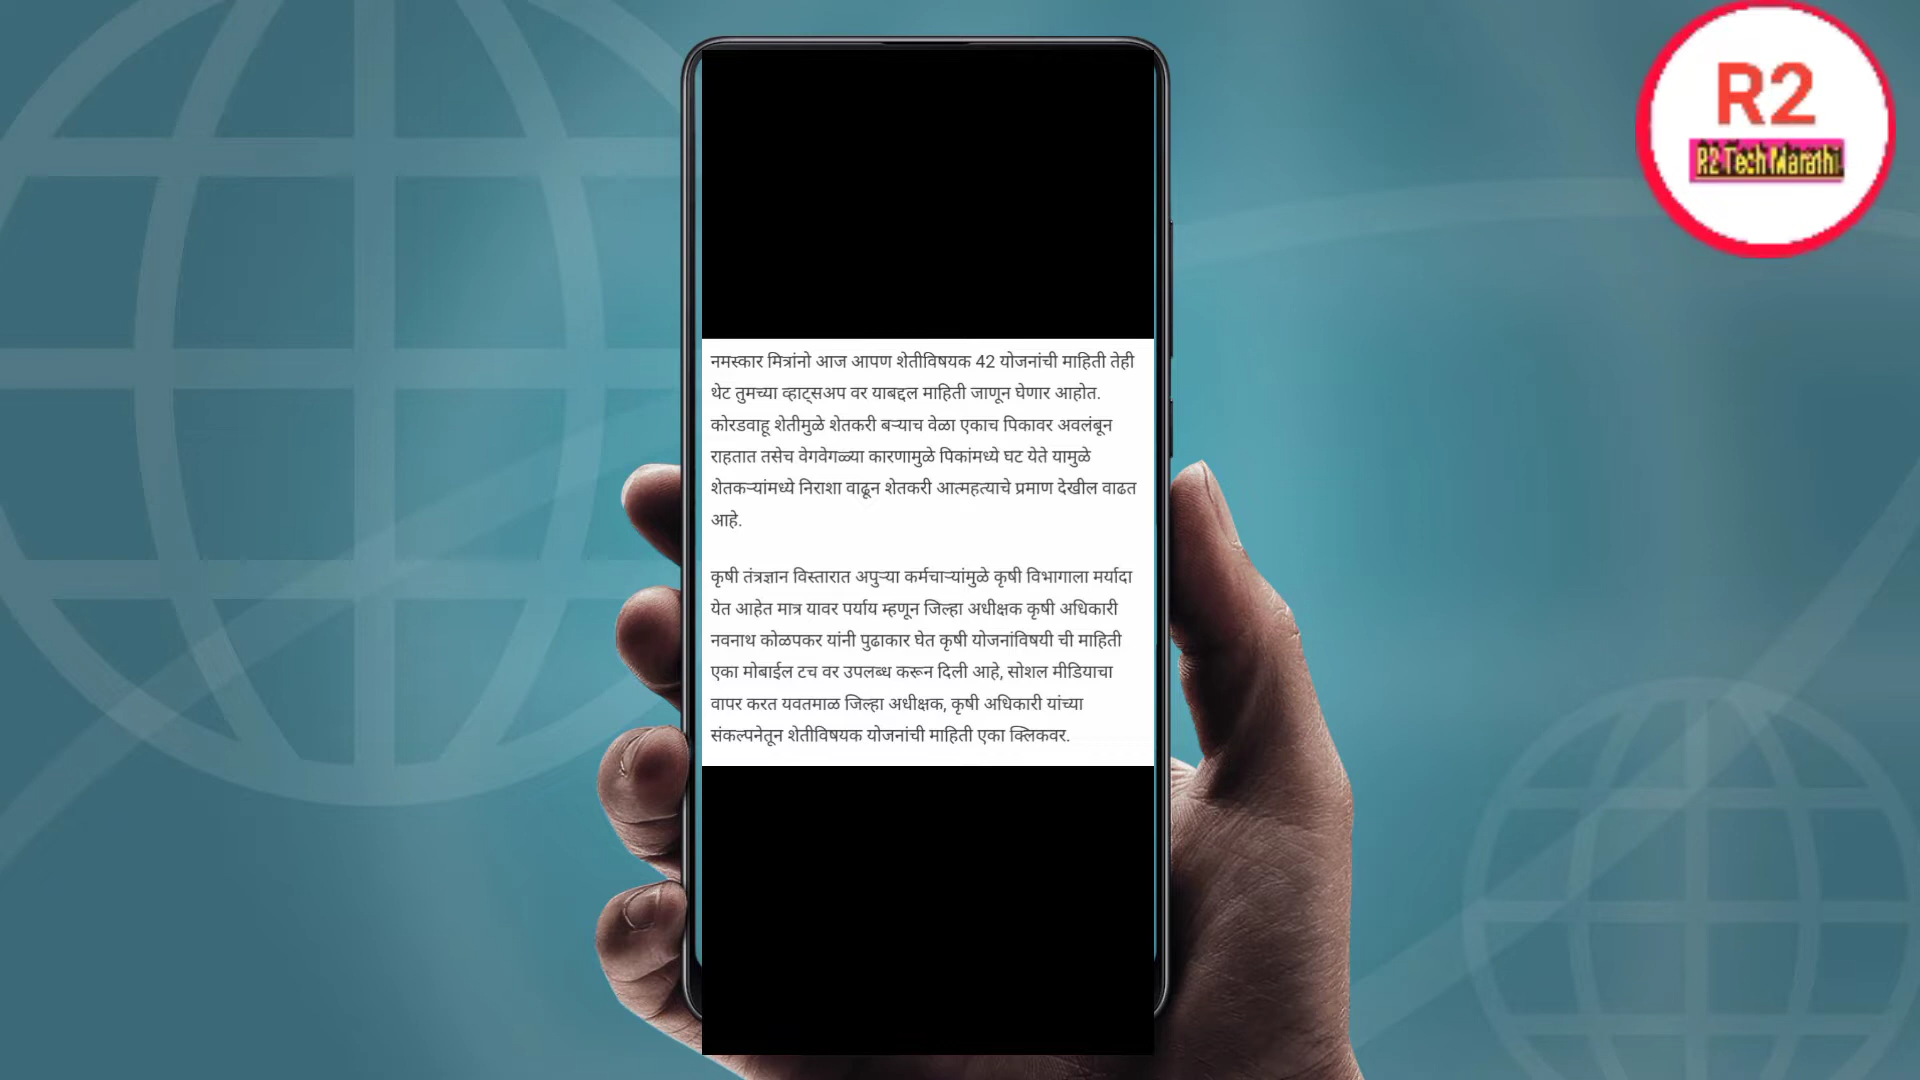 R2
R2 Tech Marathi
नमस्कार मित्रांनो आज आपण शेतीविषयक 42 योजनांची माहिती तेही
थेट तुमच्या व्हाट्सअप वर याबद्दल माहिती जाणून घेणार आहोत.
कोरडवाहू शेतीमुळे शेतकरी बऱ्याच वेळा एकाच पिकावर अवलंबून
राहतात तसेच वेगवेगळ्या कारणामुळे पिकांमध्ये घट येते यामुळे
शेतकऱ्यांमध्ये निराशा वाढून शेतकरी आत्महत्याचे प्रमाण देखील वाढत
आहे.
कृषी तंत्रज्ञान विस्तारात अपुऱ्या कर्मचाऱ्यांमुळे कृषी विभागाला मर्यादा
येत आहेत मात्र यावर पर्याय म्हणून जिल्हा अधीक्षक कृषी अधिकारी
नवनाथ कोळपकर यांनी पुढाकार घेत कृषी योजनांविषयी ची माहिती
एका मोबाईल टच वर उपलब्ध करून दिली आहे, सोशल मीडियाचा
वापर करत यवतमाळ जिल्हा अधीक्षक, कृषी अधिकारी यांच्या
संकल्पनेतून शेतीविषयक योजनांची माहिती एका क्लिकवर.